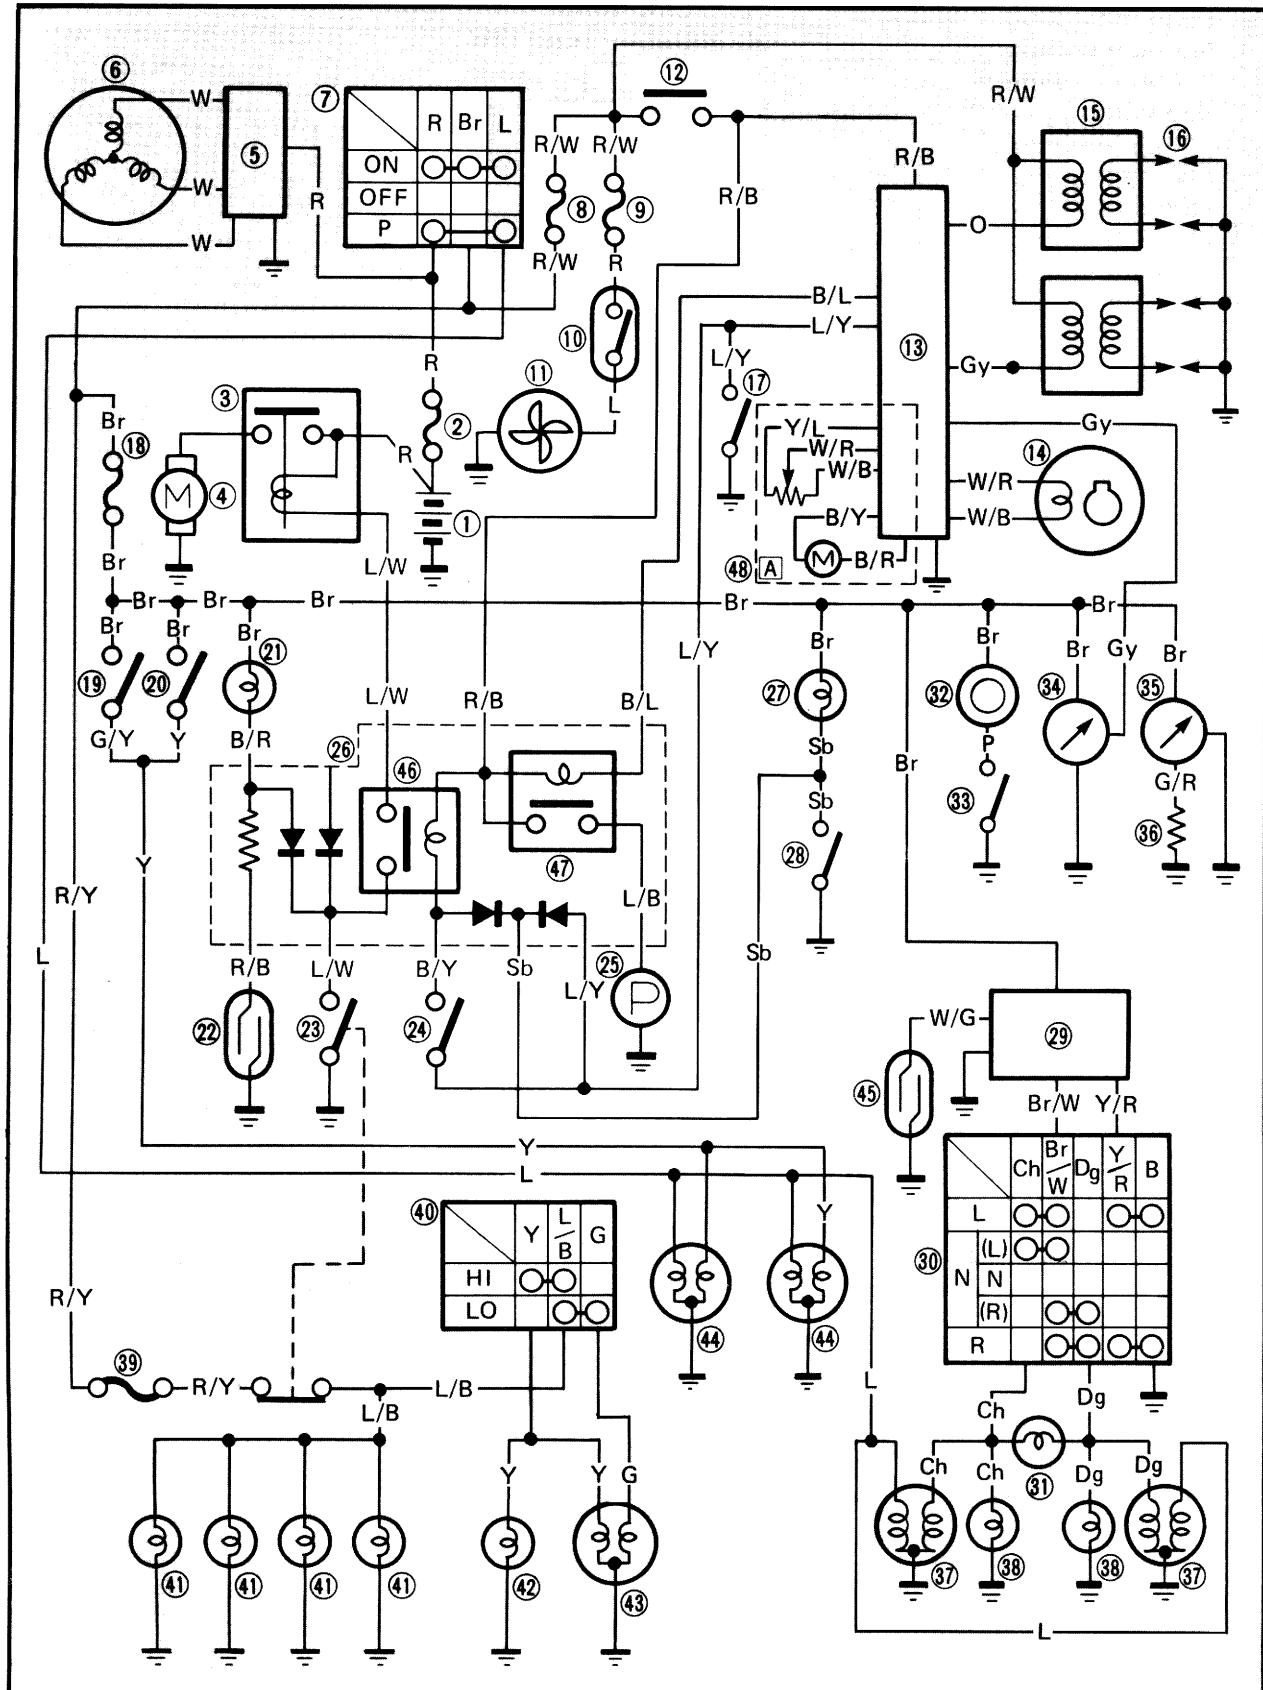 ⑥
W
W
W
⑤
R
⑦
R Br L
ON
OFF
P
R/W R/W
⑧ ⑨
R/W R
⑫
R/B
R/B
R/W
⑮ ⑯
O
B/L
L/Y
⑬
L/Y
⑰
Gy
⑩
⑪
L
R
②
③
R
Br
⑱
M
④
①
L/W
Br
Y/L
W/R
W/B
B/Y
M
B/R
㊽ A
Gy
⑭
W/R
W/B
Br Br Br Br Br
Br Br Br
⑲ ⑳ ㉑
G/Y Y B/R
L/W
R/B
B/L
L/Y
Br
㉗
Sb
Sb
㉘
Br
Br
㉜
P
㉝
Br
㉞
Gy
Br
㉟
G/R
㊱
㉖
㊻
㊼
L/B
R/Y
Y
L
R/B L/W B/Y Sb L/Y
㉕
P
Sb
㉒ ㉓ ㉔
W/G
㉙
㊺
Br/W Y/R
Y
L
Y
Ch Br/W Dg Y/R B
L
N (L)
N
(R)
R
㉚
㊵
Y L/B G
HI
LO
㊹ ㊹
R/Y
㊴
R/Y
L/B
L/B
L
Ch Dg
Y Y G
Ch Ch Dg Dg
㉛
㊶ ㊶ ㊶ ㊶ ㊷ ㊸
㊲ ㊳ ㊳ ㊲
L